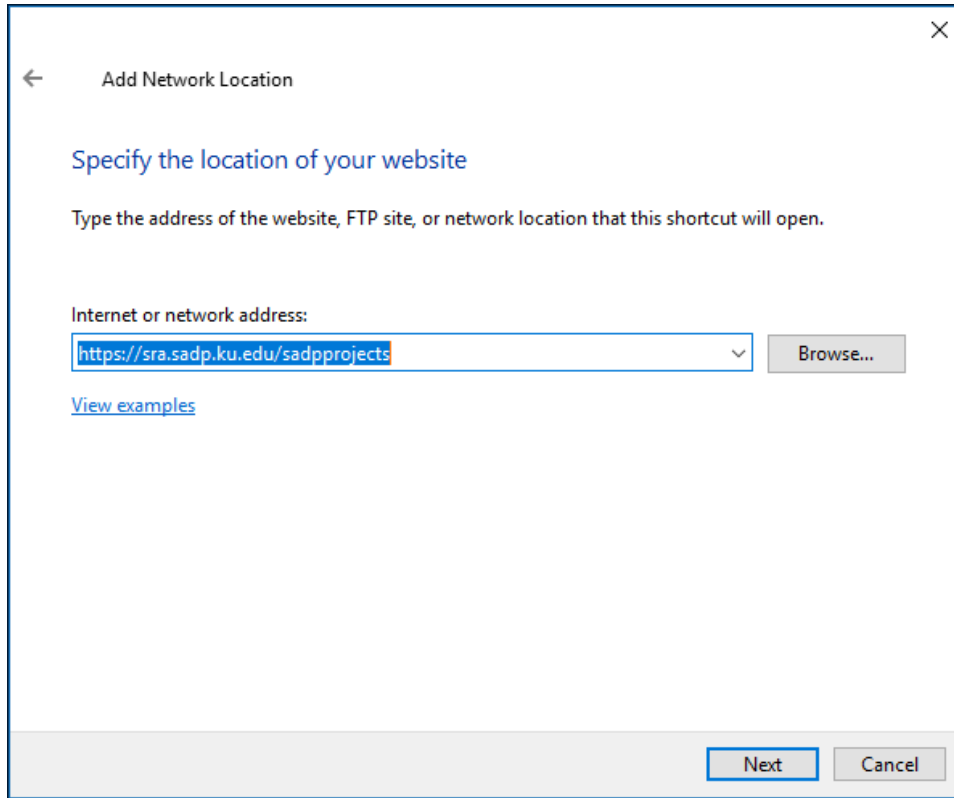 Add Network Location
Specify the location of your website
Type the address of the website, FTP site, or network location that this shortcut will open.
Internet or network address:
https://sra.sadp.ku.edu/sadpprojects
Browse...
View examples
Next
Cancel